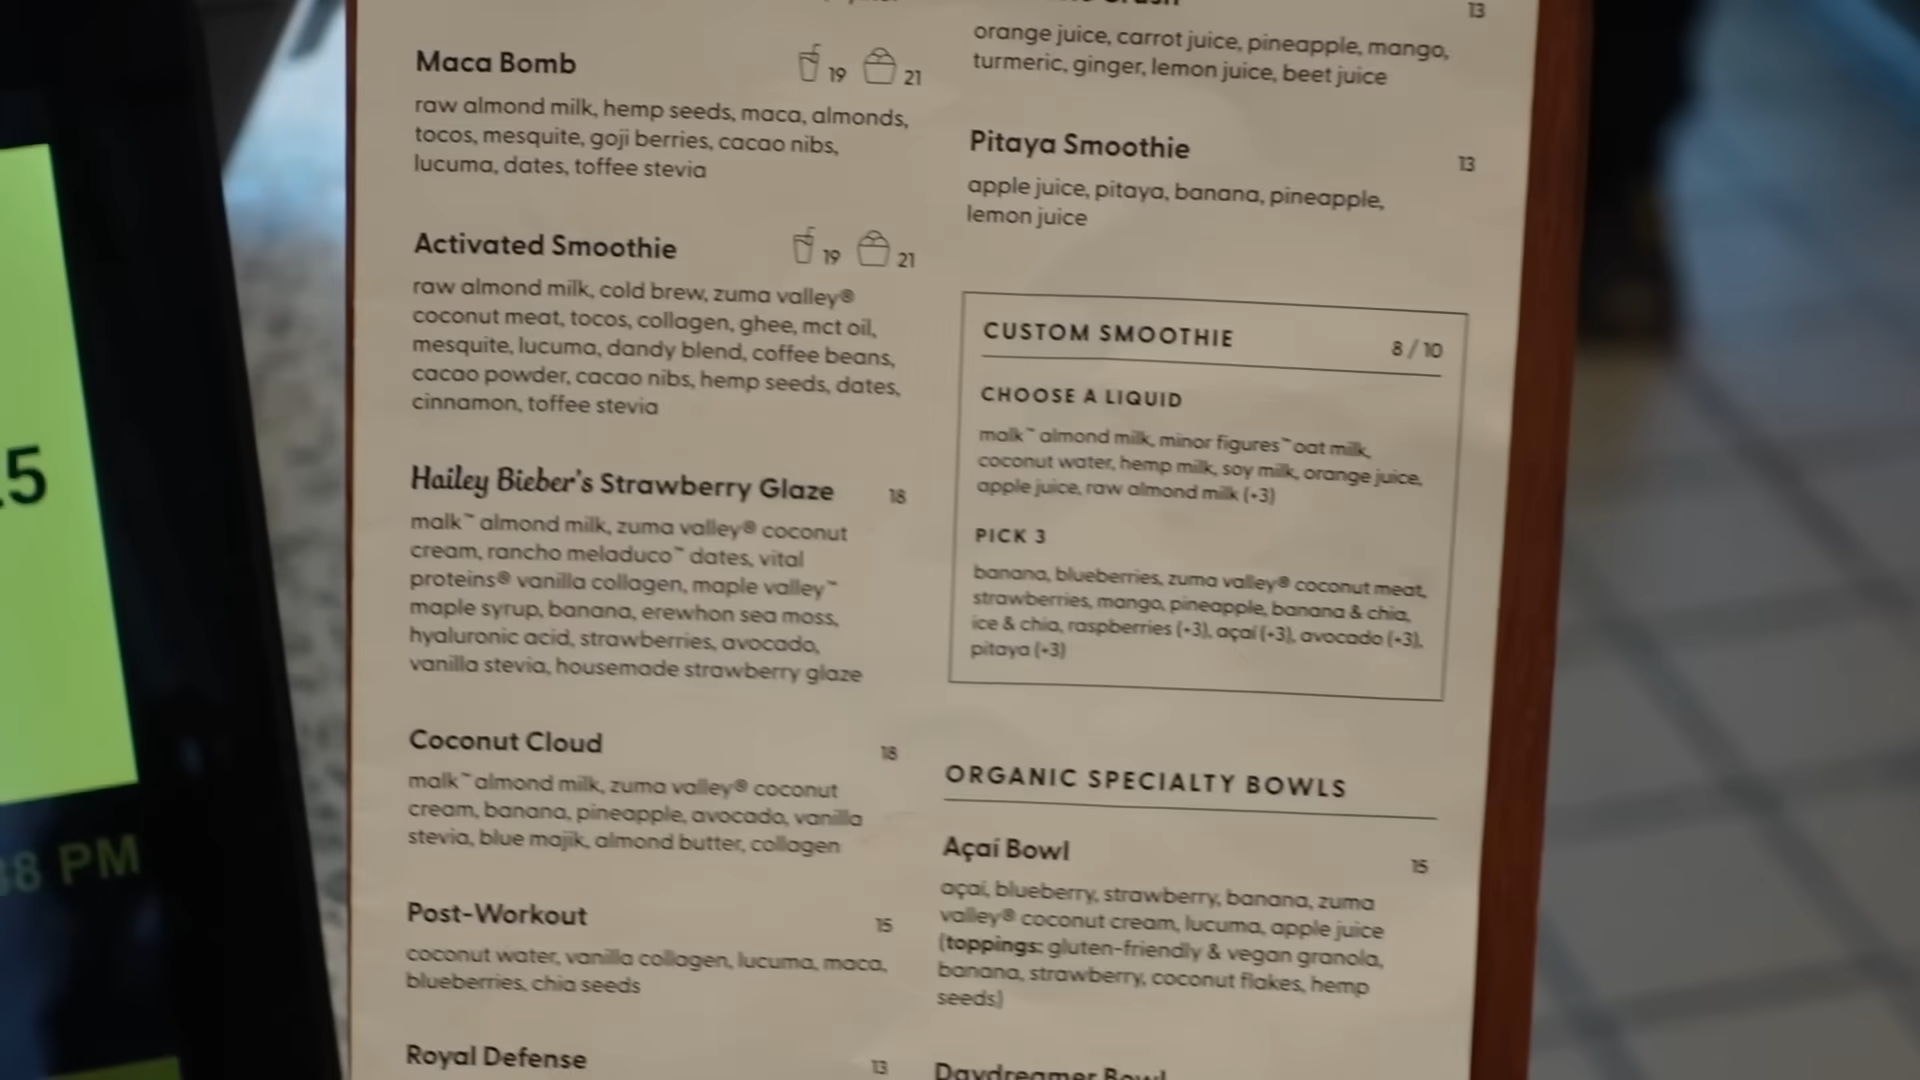 Maca Bomb 19 21
raw almond milk, hemp seeds, maca, almonds,
tocos, mesquite, goji berries, cacao nibs,
lucuma, dates, toffee stevia
Activated Smoothie 19 21
raw almond milk, cold brew, zuma valley®
coconut meat, tocos, collagen, ghee, mct oil,
mesquite, lucuma, dandy blend, coffee beans,
cacao powder, cacao nibs, hemp seeds, dates,
cinnamon, toffee stevia
Hailey Bieber's Strawberry Glaze 18
malk™ almond milk, zuma valley® coconut
cream, rancho meladuco™ dates, vital
proteins® vanilla collagen, maple valley™
maple syrup, banana, erewhon sea moss,
hyaluronic acid, strawberries, avocado,
vanilla stevia, housemade strawberry glaze
Coconut Cloud 18
malk™ almond milk, zuma valley® coconut
cream, banana, pineapple, avocado, vanilla
stevia, blue majik, almond butter, collagen
Post-Workout 15
coconut water, vanilla collagen, lucuma, maca,
blueberries, chia seeds
Royal Defense 13
13
orange juice, carrot juice, pineapple, mango,
turmeric, ginger, lemon juice, beet juice
Pitaya Smoothie 13
apple juice, pitaya, banana, pineapple,
lemon juice
CUSTOM SMOOTHIE 8 / 10
CHOOSE A LIQUID
malk™ almond milk, minor figures™ oat milk,
coconut water, hemp milk, soy milk, orange juice,
apple juice, raw almond milk (+3)
PICK 3
banana, blueberries, zuma valley® coconut meat,
strawberries, mango, pineapple, banana & chia,
ice & chia, raspberries (+3), açaí (+3), avocado (+3),
pitaya (+3)
ORGANIC SPECIALTY BOWLS
Açaí Bowl 15
açaí, blueberry, strawberry, banana, zuma
valley® coconut cream, lucuma, apple juice
(toppings: gluten-friendly & vegan granola,
banana, strawberry, coconut flakes, hemp
seeds)
Daydreamer Bowl
5
8 PM